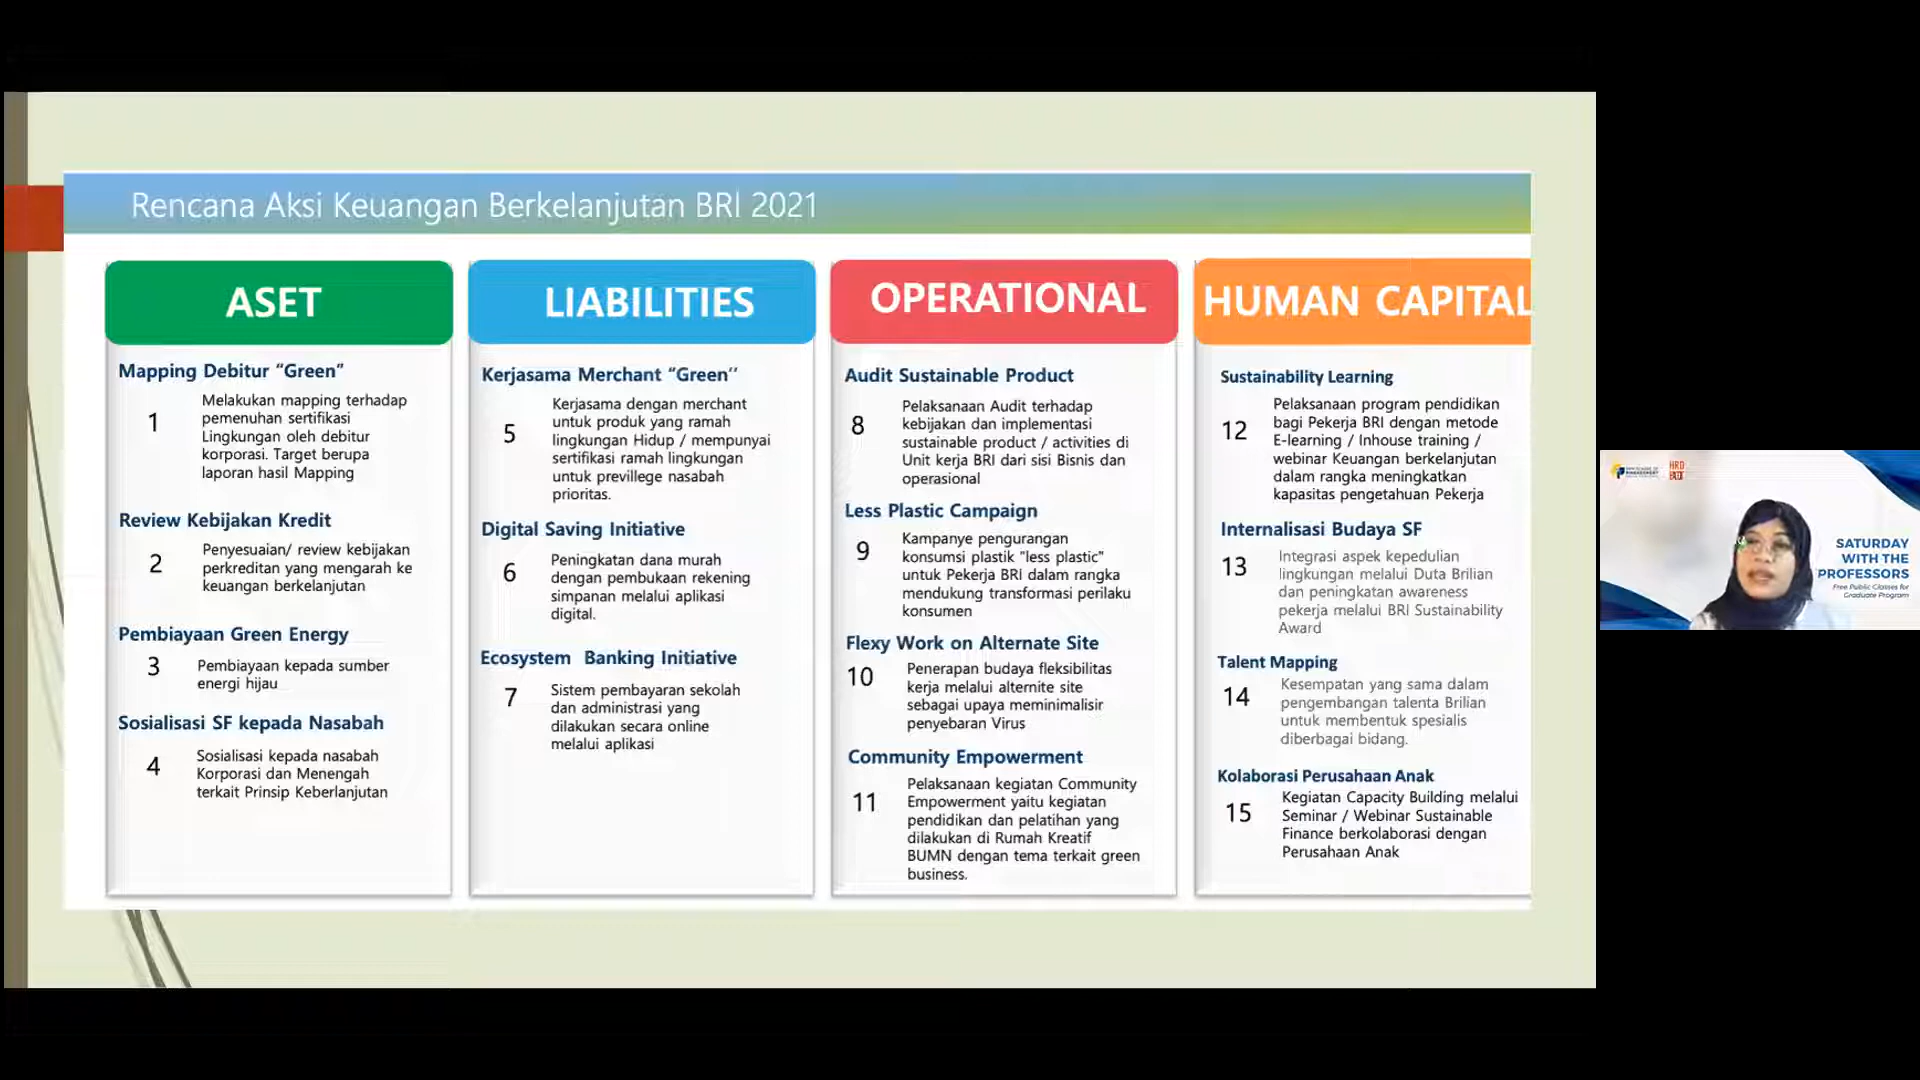 Rencana Aksi Keuangan Berkelanjutan BRI 2021
ASET
Mapping Debitur “Green”
1
Melakukan mapping terhadap
pemenuhan sertifikasi
Lingkungan oleh debitur
korporasi. Target berupa
laporan hasil Mapping
Review Kebijakan Kredit
2
Penyesuaian/ review kebijakan
perkreditan yang mengarah ke
keuangan berkelanjutan
Pembiayaan Green Energy
3
Pembiayaan kepada sumber
energi hijau
Sosialisasi SF kepada Nasabah
4
Sosialisasi kepada nasabah
Korporasi dan Menengah
terkait Prinsip Keberlanjutan
LIABILITIES
Kerjasama Merchant “Green’’
5
Kerjasama dengan merchant
untuk produk yang ramah
lingkungan Hidup / mempunyai
sertifikasi ramah lingkungan
untuk previllege nasabah
prioritas.
Digital Saving Initiative
6
Peningkatan dana murah
dengan pembukaan rekening
simpanan melalui aplikasi
digital.
Ecosystem Banking Initiative
7
Sistem pembayaran sekolah
dan administrasi yang
dilakukan secara online
melalui aplikasi
OPERATIONAL
Audit Sustainable Product
8
Pelaksanaan Audit terhadap
kebijakan dan implementasi
sustainable product / activities di
Unit kerja BRI dari sisi Bisnis dan
operasional
Less Plastic Campaign
9
Kampanye pengurangan
konsumsi plastik "less plastic"
untuk Pekerja BRI dalam rangka
mendukung transformasi perilaku
konsumen
Flexy Work on Alternate Site
10
Penerapan budaya fleksibilitas
kerja melalui alternite site
sebagai upaya meminimalisir
penyebaran Virus
Community Empowerment
11
Pelaksanaan kegiatan Community
Empowerment yaitu kegiatan
pendidikan dan pelatihan yang
dilakukan di Rumah Kreatif
BUMN dengan tema terkait green
business.
HUMAN CAPITAL
Sustainability Learning
12
Pelaksanaan program pendidikan
bagi Pekerja BRI dengan metode
E-learning / Inhouse training /
webinar Keuangan berkelanjutan
dalam rangka meningkatkan
kapasitas pengetahuan Pekerja
Internalisasi Budaya SF
13
Integrasi aspek kepedulian
lingkungan melalui Duta Brilian
dan peningkatan awareness
pekerja melalui BRI Sustainability
Award
Talent Mapping
14
Kesempatan yang sama dalam
pengembangan talenta Brilian
untuk membentuk spesialis
diberbagai bidang.
Kolaborasi Perusahaan Anak
15
Kegiatan Capacity Building melalui
Seminar / Webinar Sustainable
Finance berkolaborasi dengan
Perusahaan Anak
SATURDAY
WITH THE
PROFESSORS
Free Public Classes for
Graduate Program